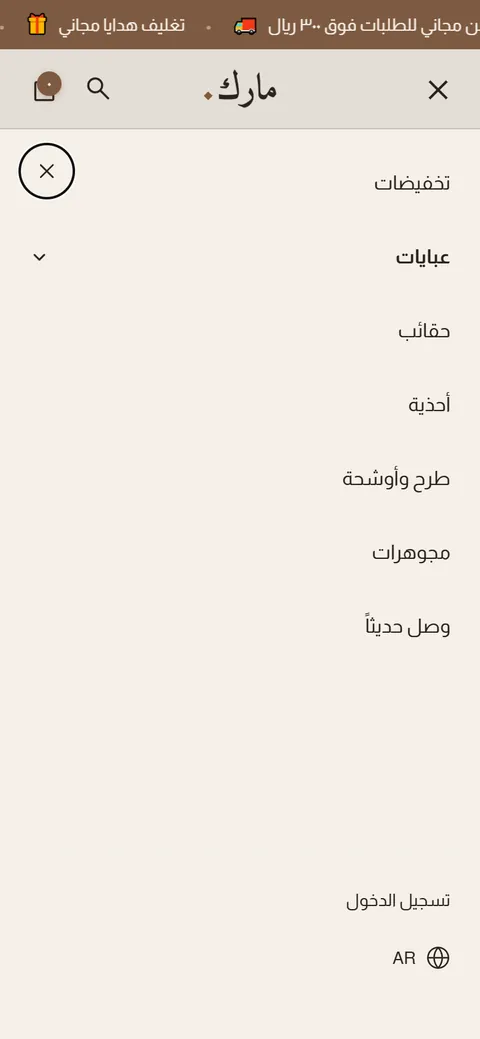 مجاني للطلبات فوق ٣٠٠ ريال 🚚 • تغليف هدايا مجاني 🎁
مارك
٠
تخفيضات
عبايات
حقائب
أحذية
طرح وأوشحة
مجوهرات
وصل حديثاً
تسجيل الدخول
AR